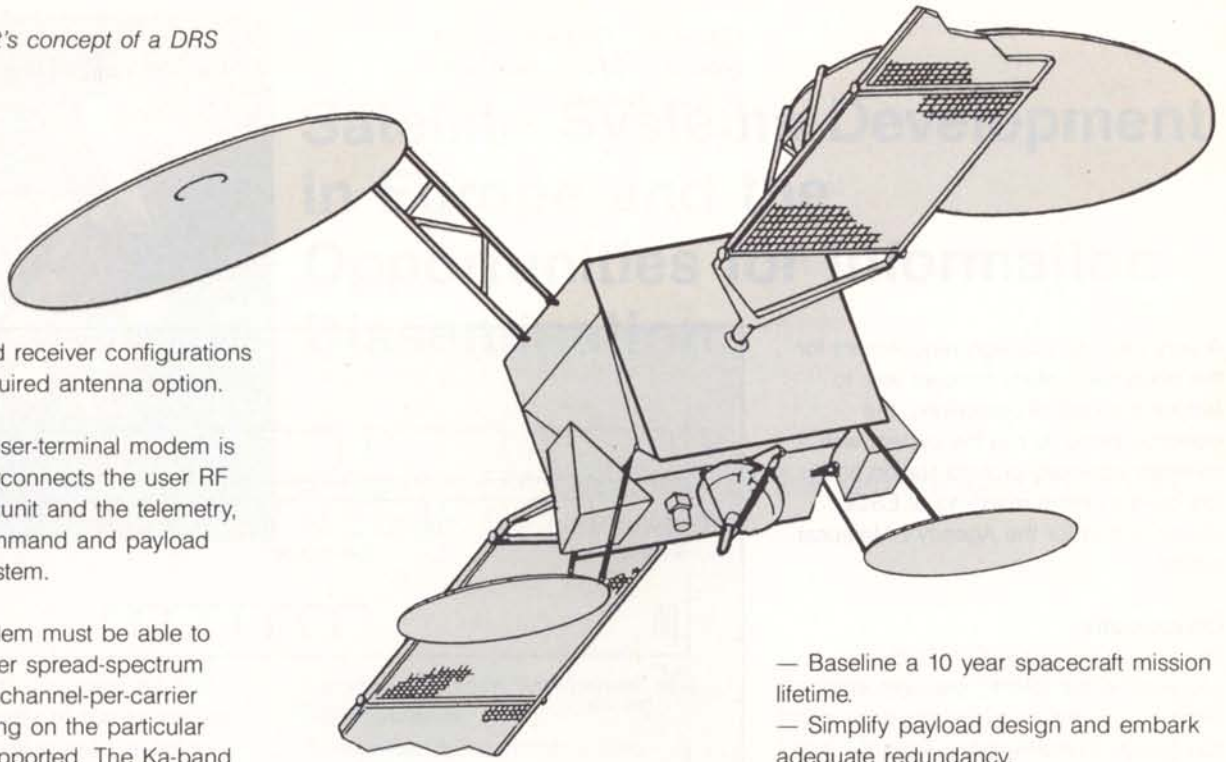 t's concept of a DRS
d receiver configurations
uired antenna option.
ser-terminal modem is
rconnects the user RF
unit and the telemetry,
mmand and payload
stem.
dem must be able to
er spread-spectrum
channel-per-carrier
ng on the particular
pported. The Ka-band
— Baseline a 10 year spacecraft mission
lifetime.
— Simplify payload design and embark
adequate redundancy.